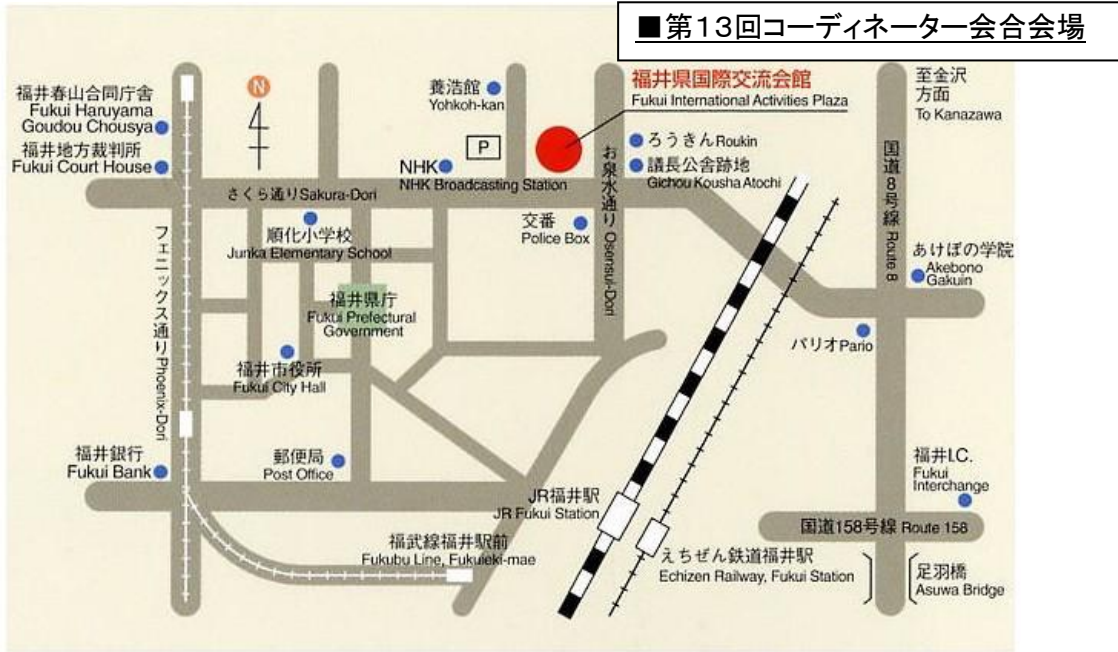 ■第13回コーディネーター会合会場
福井春山合同庁舎
Fukui Haruyama
Goudou Chousya
福井地方裁判所
Fukui Court House
N
養浩館
Yohkoh-kan
福井県国際交流会館
Fukui International Activities Plaza
至金沢
方面
To Kanazawa
P
NHK
NHK Broadcasting Station
ろうきん Roukin
議長公舎跡地
Gichou Kousha Atochi
さくら通り Sakura-Dori
お泉水通り Osensui-Dori
国道8号線 Route 8
順化小学校
Junka Elementary School
交番
Police Box
フェニックス通り Phoenix-Dori
あけぼの学院
Akebono
Gakuin
福井県庁
Fukui Prefectural
Government
パリオ Pario
福井市役所
Fukui City Hall
福井銀行
Fukui Bank
郵便局
Post Office
福井I.C.
Fukui
Interchange
JR福井駅
JR Fukui Station
国道158号線 Route 158
福武線福井駅前
Fukubu Line, Fukuieki-mae
えちぜん鉄道福井駅
Echizen Railway, Fukui Station
足羽橋
Asuwa Bridge